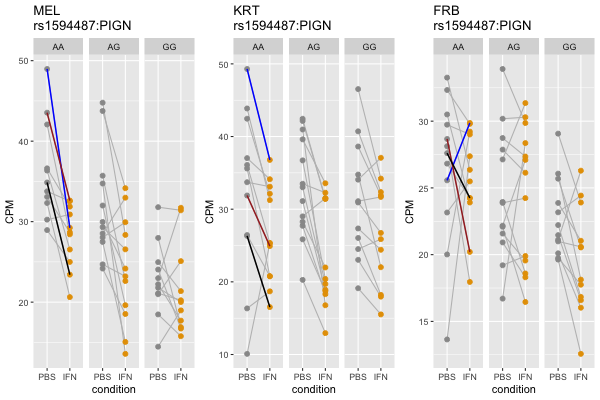 MEL
rs1594487:PIGN
AA AG GG
50
40
30
20
CPM
PBS IFN PBS IFN PBS IFN
condition
KRT
rs1594487:PIGN
AA AG GG
50
40
30
20
10
CPM
PBS IFN PBS IFN PBS IFN
condition
FRB
rs1594487:PIGN
AA AG GG
30
25
20
15
CPM
PBS IFN PBS IFN PBS IFN
condition